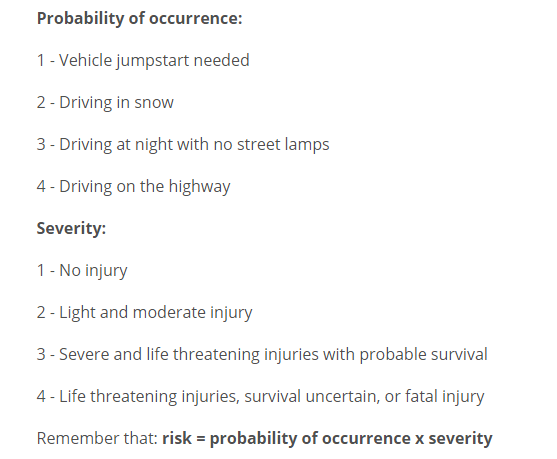 Probability of occurrence:
1 - Vehicle jumpstart needed
2 - Driving in snow
3 - Driving at night with no street lamps
4 - Driving on the highway
Severity:
1 - No injury
2 - Light and moderate injury
3 - Severe and life threatening injuries with probable survival
4 - Life threatening injuries, survival uncertain, or fatal injury
Remember that: risk = probability of occurrence x severity